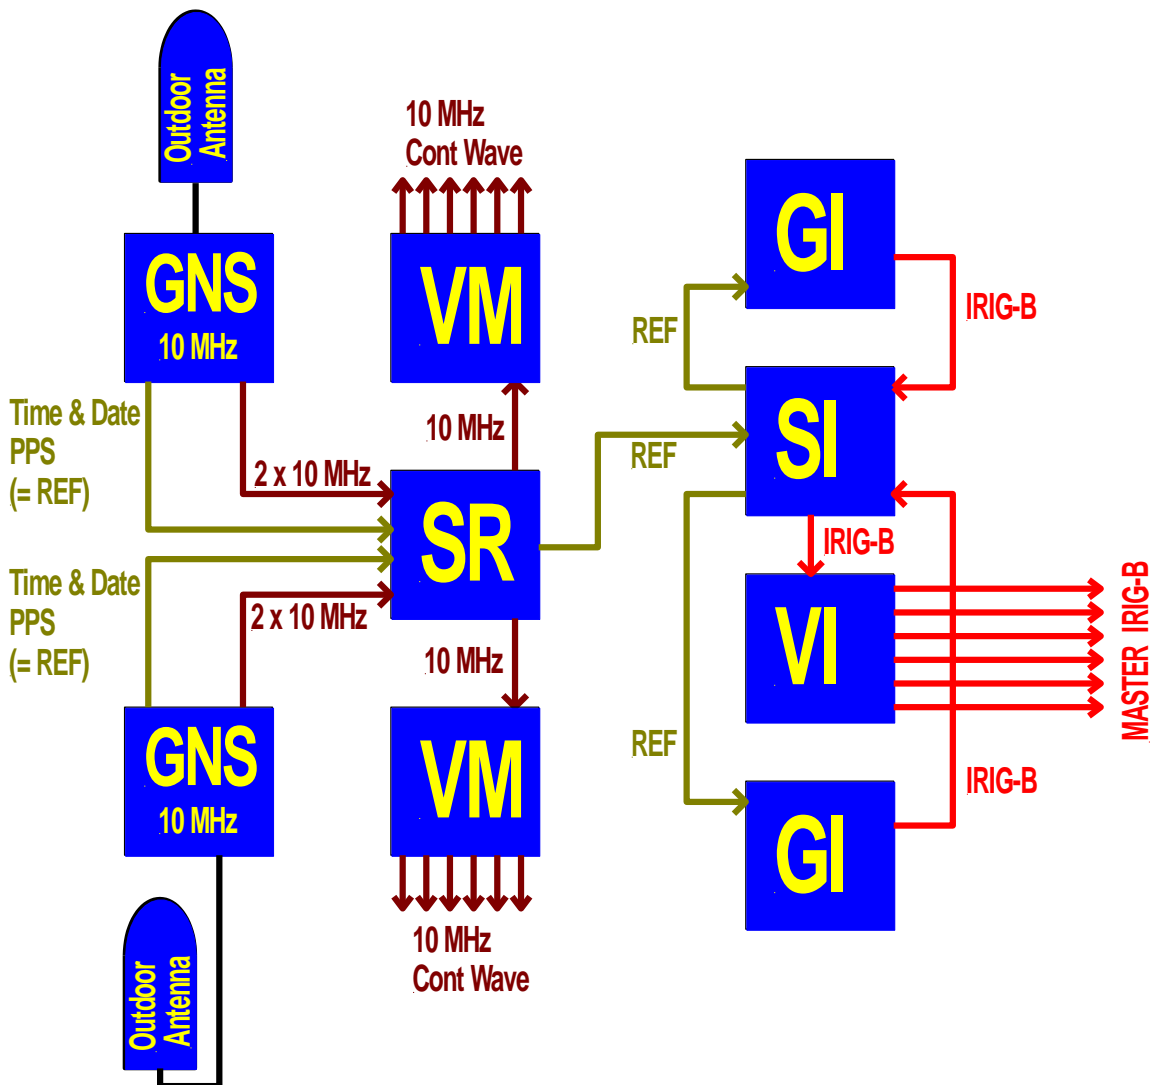 Outdoor
Antenna
GNS
10 MHz
Time & Date
PPS
(= REF)
2 x 10 MHz
Time & Date
PPS
(= REF)
2 x 10 MHz
GNS
10 MHz
Outdoor
Antenna
10 MHz
Cont Wave
VM
10 MHz
SR
10 MHz
VM
10 MHz
Cont Wave
GI
REF
IRIG-B
SI
REF
IRIG-B
VI
MASTER IRIG-B
REF
IRIG-B
GI